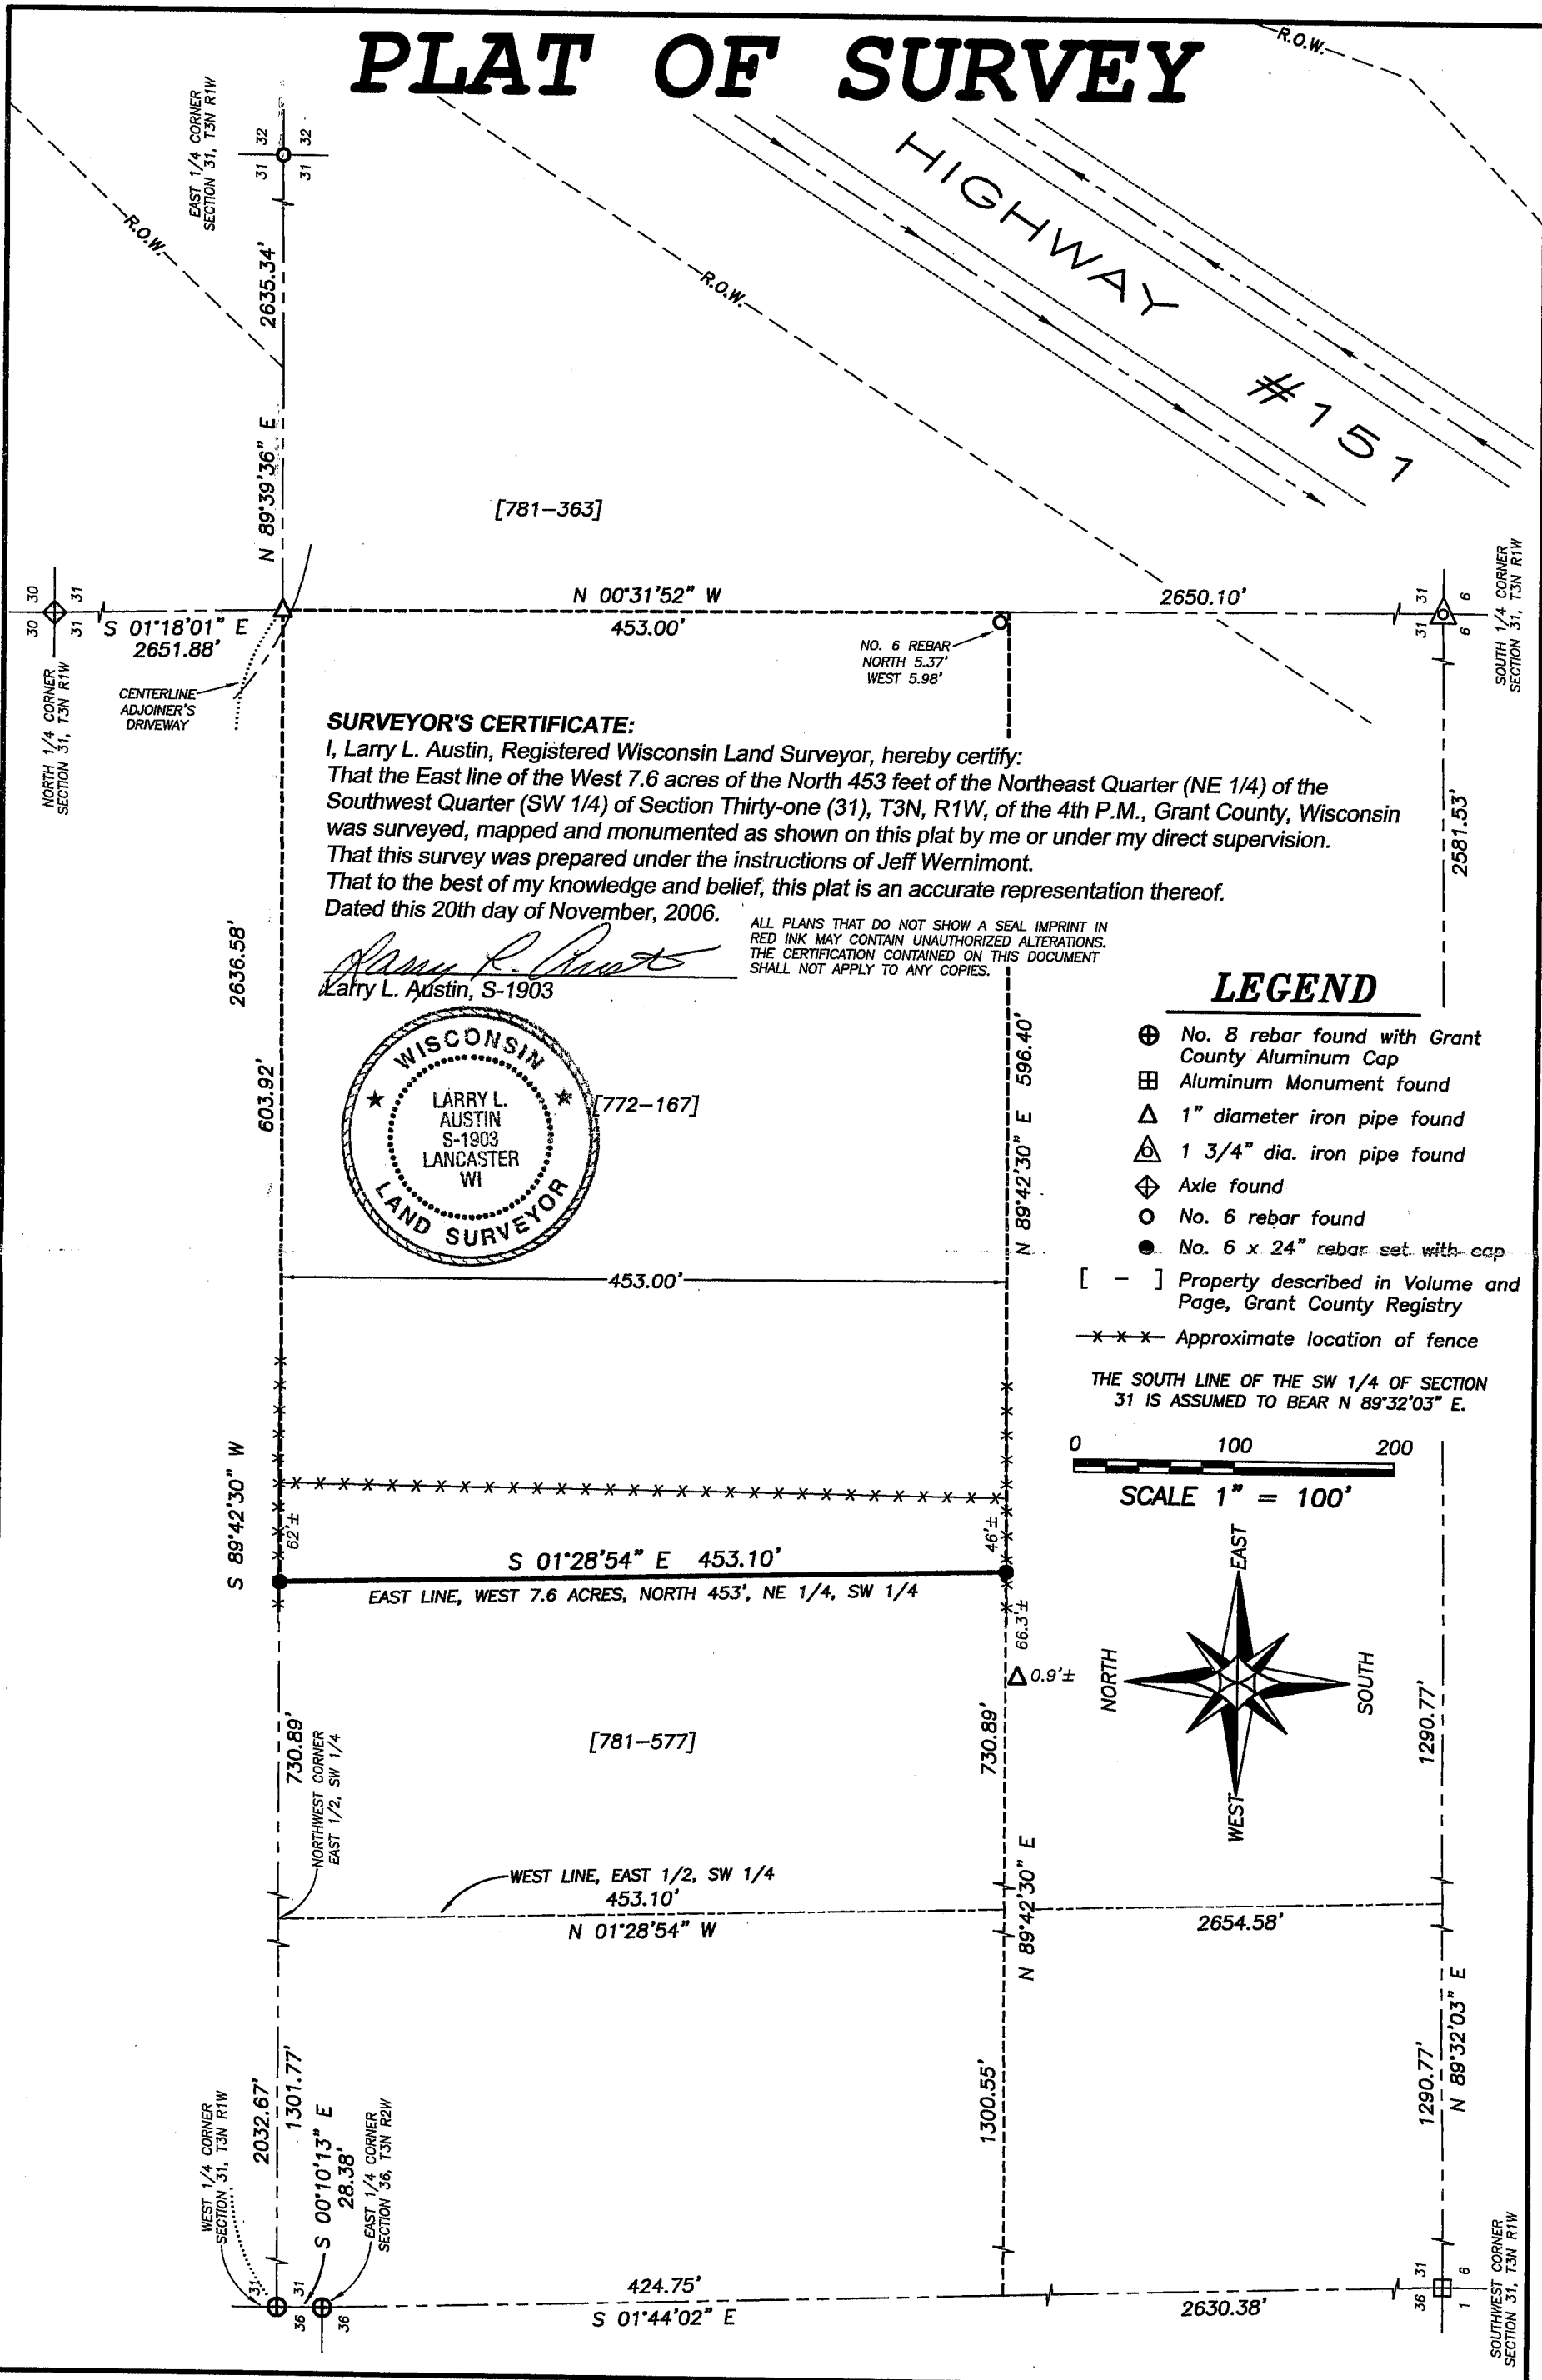 PLAT OF SURVEY
R.O.W.
EAST 1/4 CORNER
SECTION 31, T3N R1W
31 32
31 32
R.O.W.
2635.34'
N 89°39'36" E
R.O.W.
HIGHWAY #151
[781-363]
30 31
30 31
NORTH 1/4 CORNER
SECTION 31, T3N R1W
S 01°18'01" E
2651.88'
CENTERLINE
ADJOINER'S
DRIVEWAY
N 00°31'52" W
453.00'
2650.10'
NO. 6 REBAR
NORTH 5.37'
WEST 5.98'
31 6
31 6
SOUTH 1/4 CORNER
SECTION 31, T3N R1W
SURVEYOR'S CERTIFICATE:
I, Larry L. Austin, Registered Wisconsin Land Surveyor, hereby certify:
That the East line of the West 7.6 acres of the North 453 feet of the Northeast Quarter (NE 1/4) of the
Southwest Quarter (SW 1/4) of Section Thirty-one (31), T3N, R1W, of the 4th P.M., Grant County, Wisconsin
was surveyed, mapped and monumented as shown on this plat by me or under my direct supervision.
That this survey was prepared under the instructions of Jeff Wernimont.
That to the best of my knowledge and belief, this plat is an accurate representation thereof.
Dated this 20th day of November, 2006.
ALL PLANS THAT DO NOT SHOW A SEAL IMPRINT IN
RED INK MAY CONTAIN UNAUTHORIZED ALTERATIONS.
THE CERTIFICATION CONTAINED ON THIS DOCUMENT
SHALL NOT APPLY TO ANY COPIES.
Larry L. Austin, S-1903
WISCONSIN
LARRY L.
AUSTIN
S-1903
LANCASTER
WI
LAND SURVEYOR
[772-167]
2636.58'
603.92'
596.40'
N 89°42'30" E
2581.53'
LEGEND
No. 8 rebar found with Grant
County Aluminum Cap
Aluminum Monument found
1" diameter iron pipe found
1 3/4" dia. iron pipe found
Axle found
No. 6 rebar found
No. 6 x 24" rebar set with cap
[ - ] Property described in Volume and
Page, Grant County Registry
Approximate location of fence
THE SOUTH LINE OF THE SW 1/4 OF SECTION
31 IS ASSUMED TO BEAR N 89°32'03" E.
0 100 200
SCALE 1" = 100'
453.00'
S 89°42'30" W
62'±
46'±
S 01°28'54" E 453.10'
EAST LINE, WEST 7.6 ACRES, NORTH 453', NE 1/4, SW 1/4
66.3'±
0.9'±
EAST
NORTH
SOUTH
WEST
[781-577]
730.89'
NORTHWEST CORNER
EAST 1/2, SW 1/4
730.89'
1290.77'
WEST LINE, EAST 1/2, SW 1/4
453.10'
N 01°28'54" W
N 89°42'30" E
2654.58'
N 89°32'03" E
1290.77'
1300.55'
2032.67'
1301.77'
WEST 1/4 CORNER
SECTION 31, T3N R1W
S 00°10'13" E
28.38'
EAST 1/4 CORNER
SECTION 36, T3N R2W
31 31
36 36
424.75'
S 01°44'02" E
2630.38'
36 31
1 6
SOUTHWEST CORNER
SECTION 31, T3N R1W